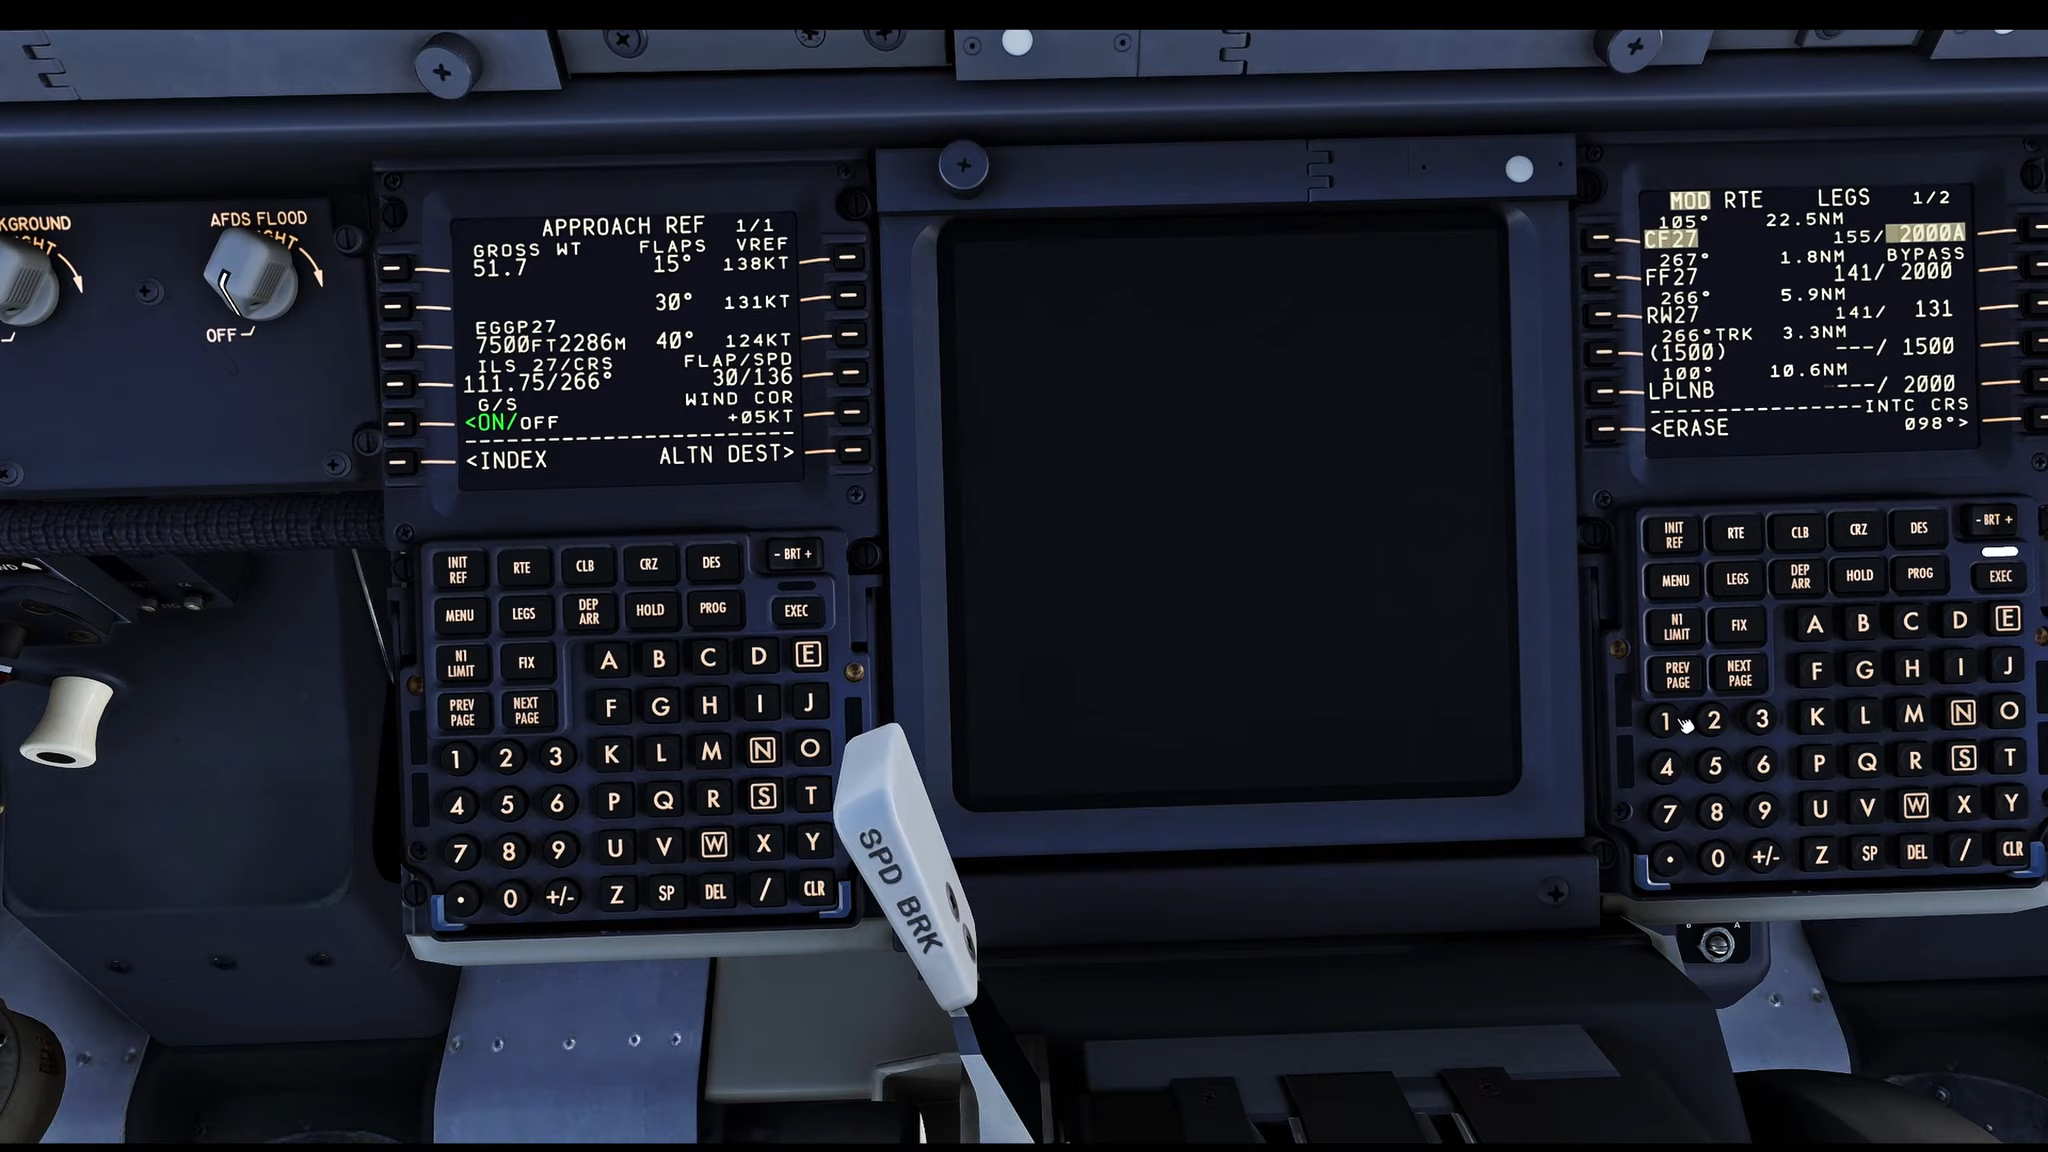 KGROUND
GHT
AFDS FLOOD
GHT
OFF
APPROACH REF 1/1
GROSS WT FLAPS VREF
51.7 15° 138KT
30° 131KT
EGGP27
7500FT2286M 40° 124KT
ILS 27/CRS FLAP/SPD
111.75/266° 30/136
G/S WIND COR
<ON/OFF +05KT
--------------------------------
<INDEX ALTN DEST>
INIT REF RTE CLB CRZ DES - BRT +
MENU LEGS DEP ARR HOLD PROG EXEC
N1 LIMIT FIX A B C D E
PREV PAGE NEXT PAGE F G H I J
1 2 3 K L M N O
4 5 6 P Q R S T
7 8 9 U V W X Y
. 0 +/- Z SP DEL / CLR
SPD BRK
MOD RTE LEGS 1/2
105° 22.5NM
CF27 155/ 2000A
267° 1.8NM BYPASS
FF27 141/ 2000
266° 5.9NM
RW27 141/ 131
266°TRK 3.3NM
(1500) ---/ 1500
100° 10.6NM
LPLNB ---/ 2000
----------------INTC CRS
<ERASE 098°>
INIT REF RTE CLB CRZ DES - BRT +
MENU LEGS DEP ARR HOLD PROG EXEC
N1 LIMIT FIX A B C D E
PREV PAGE NEXT PAGE F G H I J
1 2 3 K L M N O
4 5 6 P Q R S T
7 8 9 U V W X Y
. 0 +/- Z SP DEL / CLR